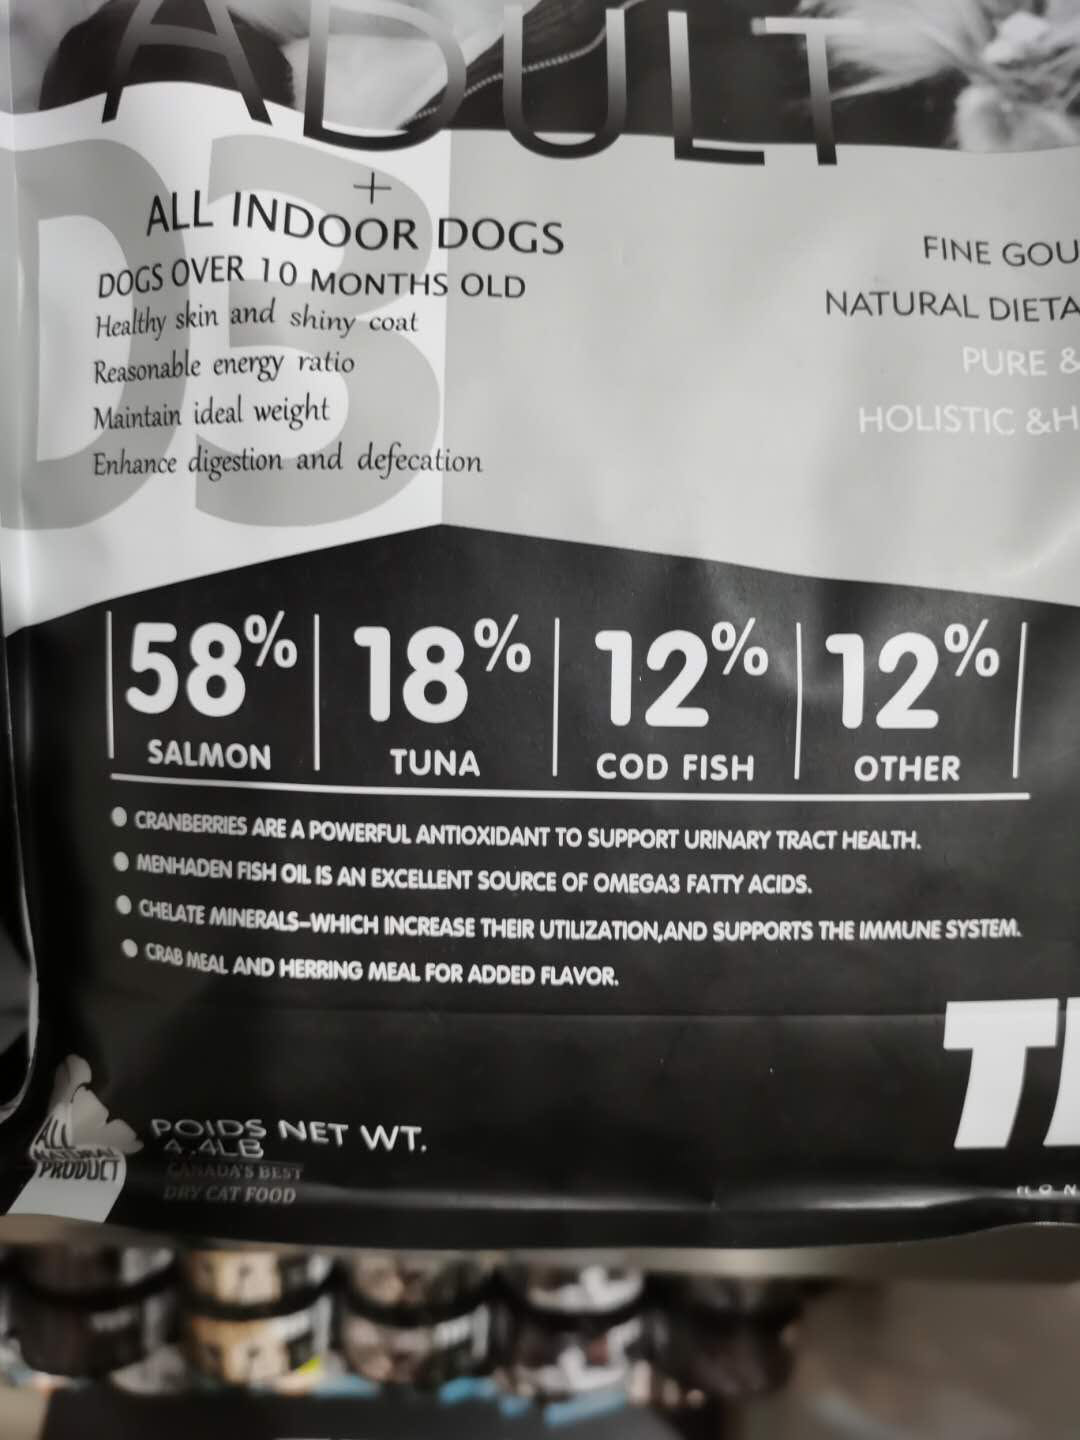 ADULT
D3
+
ALL INDOOR DOGS
DOGS OVER 10 MONTHS OLD
Healthy skin and shiny coat
Reasonable energy ratio
Maintain ideal weight
Enhance digestion and defecation
FINE GOU
NATURAL DIETA
PURE &
HOLISTIC &H
58% 18% 12% 12%
SALMON TUNA COD FISH OTHER
CRANBERRIES ARE A POWERFUL ANTIOXIDANT TO SUPPORT URINARY TRACT HEALTH.
MENHADEN FISH OIL IS AN EXCELLENT SOURCE OF OMEGA3 FATTY ACIDS.
CHELATE MINERALS–WHICH INCREASE THEIR UTILIZATION,AND SUPPORTS THE IMMUNE SYSTEM.
CRAB MEAL AND HERRING MEAL FOR ADDED FLAVOR.
ALL
NATURAL
PRODUCT
POIDS NET WT.
4.4LB
CANADA'S BEST
DRY CAT FOOD